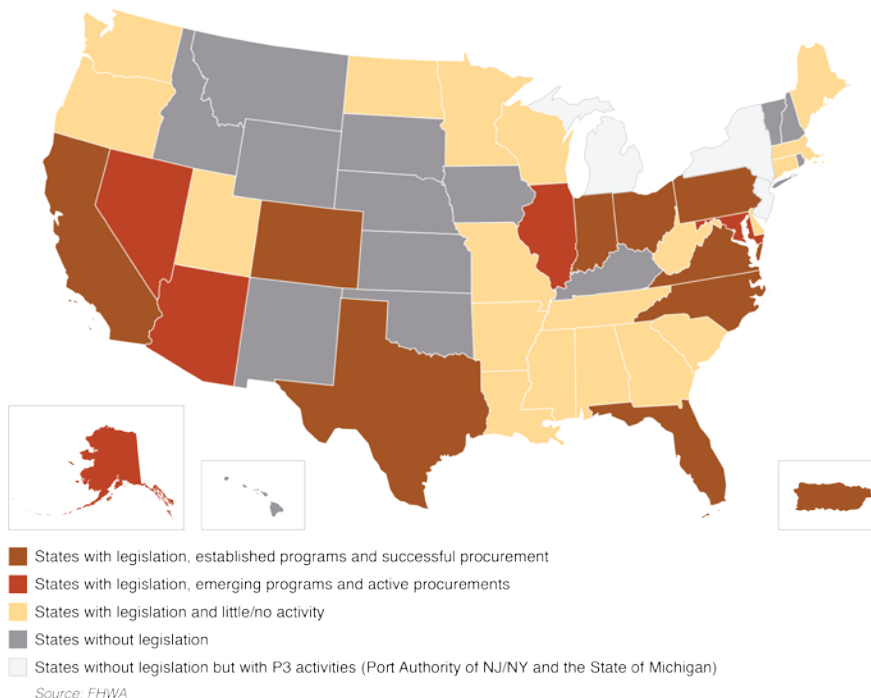 States with legislation, established programs and successful procurement
States with legislation, emerging programs and active procurements
States with legislation and little/no activity
States without legislation
States without legislation but with P3 activities (Port Authority of NJ/NY and the State of Michigan)
Source: FHWA